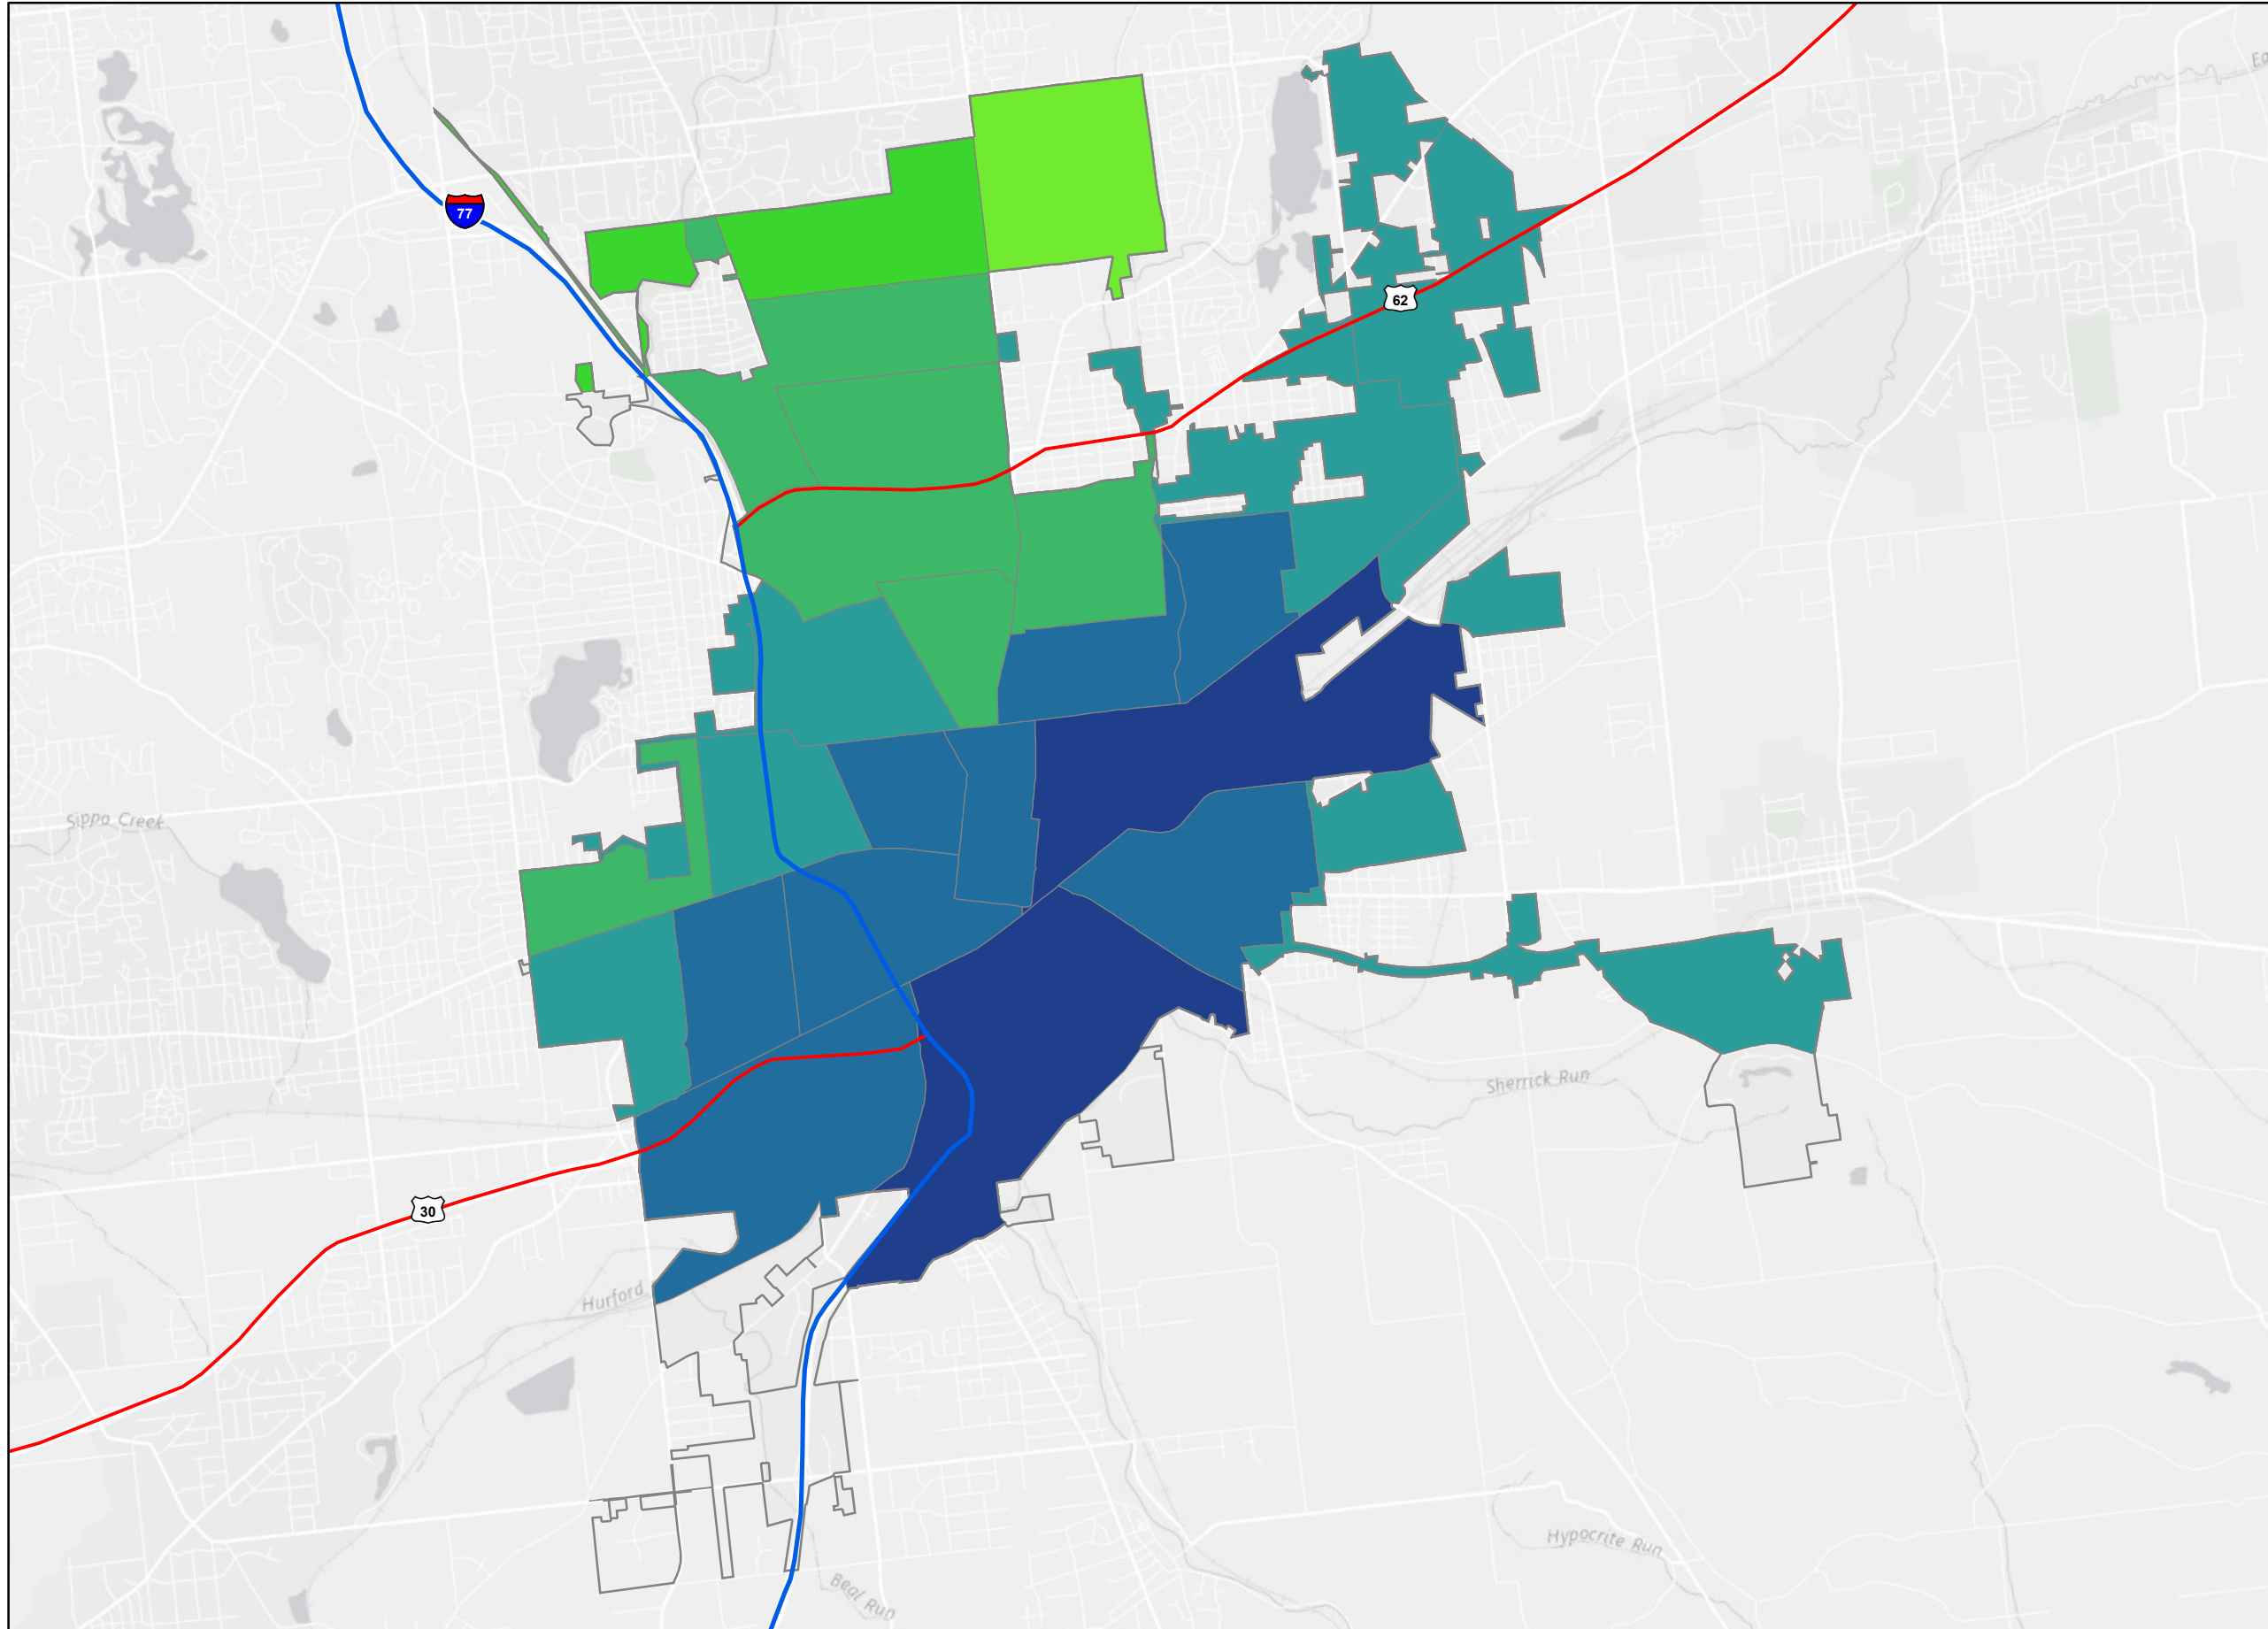 77
62
Sippo Creek
Sherrick Run
30
Hurford
Hypocrite Run
Beal Run